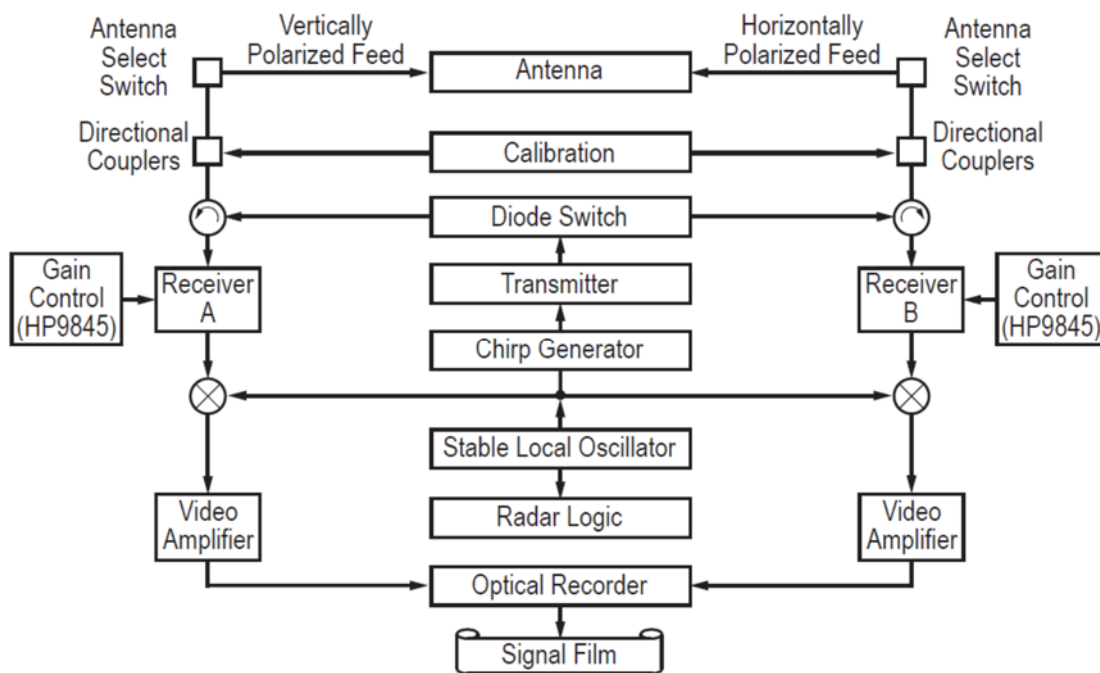 Antenna
Select
Switch
Vertically
Polarized Feed
Antenna
Horizontally
Polarized Feed
Antenna
Select
Switch
Directional
Couplers
Calibration
Directional
Couplers
Diode Switch
Gain
Control
(HP9845)
Receiver
A
Transmitter
Receiver
B
Gain
Control
(HP9845)
Chirp Generator
Stable Local Oscillator
Video
Amplifier
Radar Logic
Video
Amplifier
Optical Recorder
Signal Film